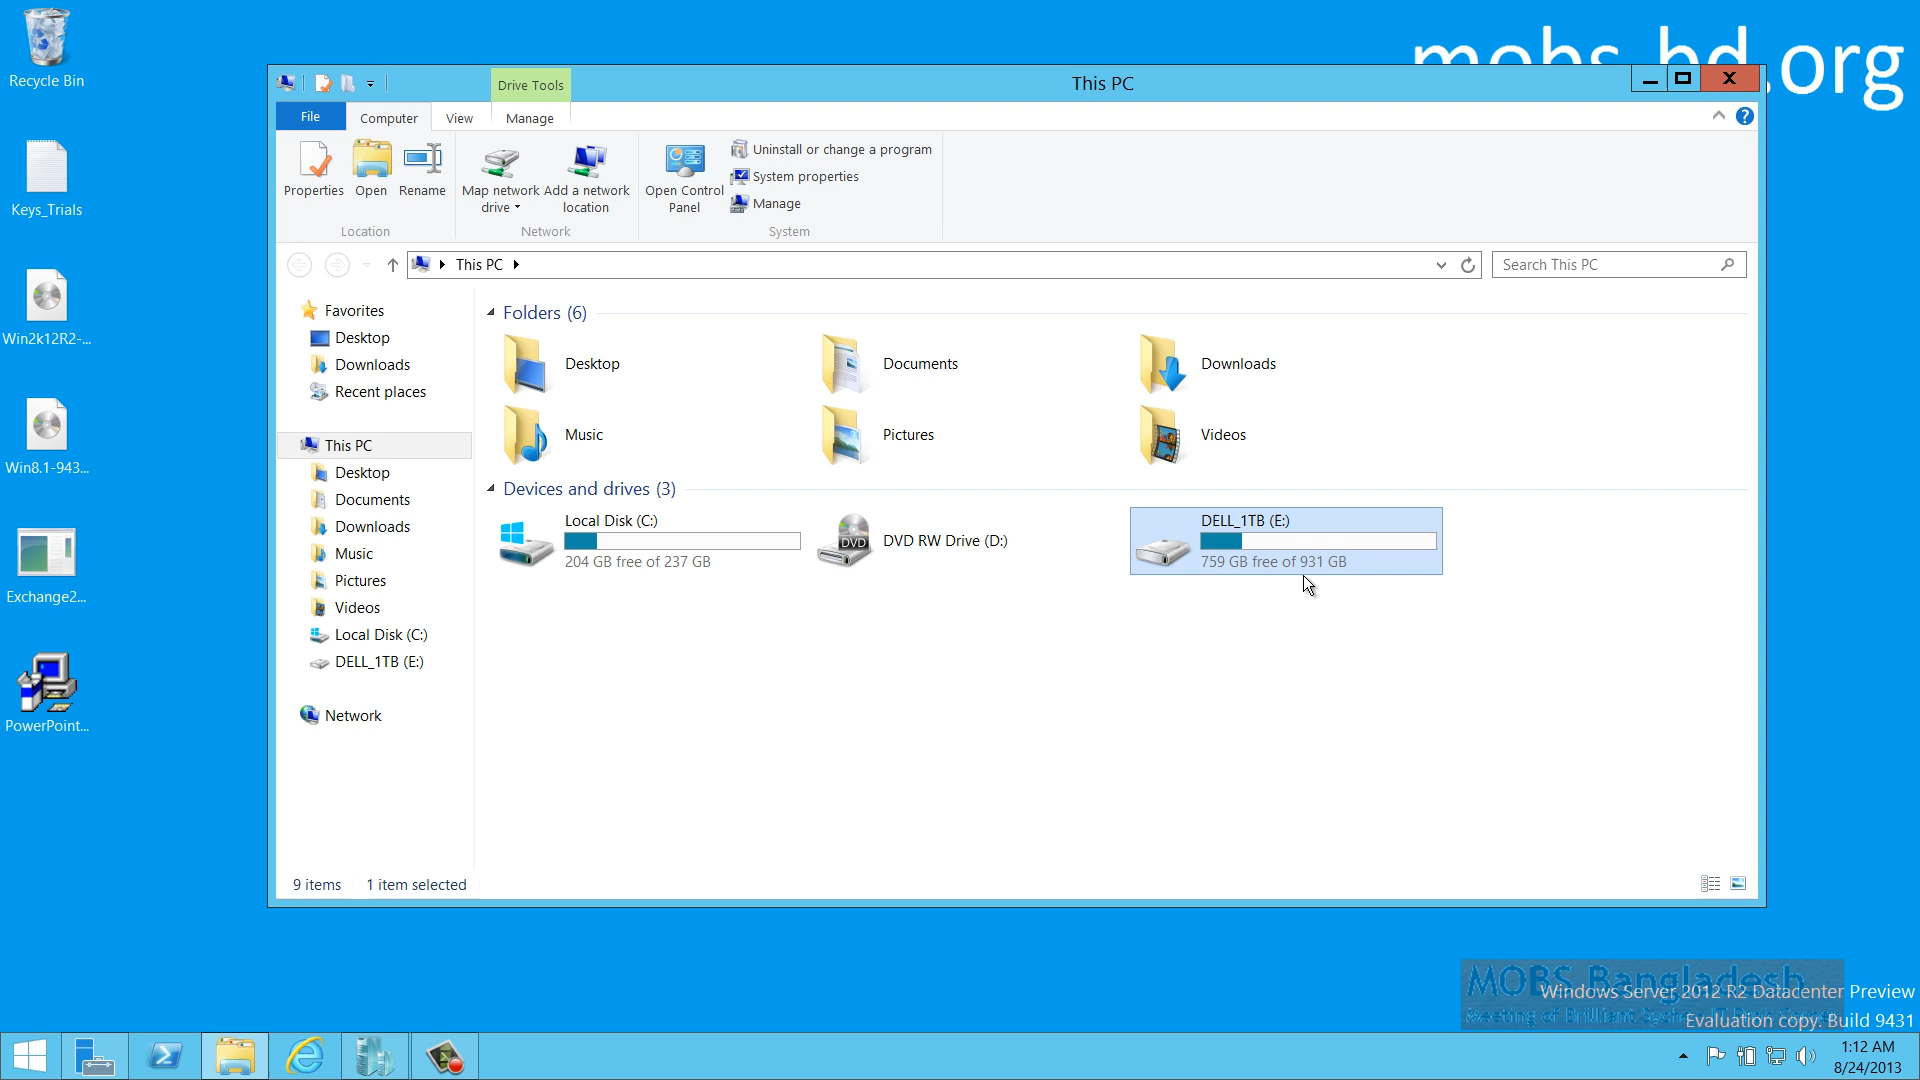 Recycle Bin
Keys_Trials
Win2k12R2-...
Win8.1-943...
Exchange2...
PowerPoint...
.org
Drive Tools
This PC
File
Computer
View
Manage
Properties
Open
Rename
Location
Map network drive
Add a network location
Network
Open Control Panel
Uninstall or change a program
System properties
Manage
System
This PC
Search This PC
Favorites
Desktop
Downloads
Recent places
This PC
Desktop
Documents
Downloads
Music
Pictures
Videos
Local Disk (C:)
DELL_1TB (E:)
Network
Folders (6)
Desktop
Documents
Downloads
Music
Pictures
Videos
Devices and drives (3)
Local Disk (C:)
204 GB free of 237 GB
DVD
DVD RW Drive (D:)
DELL_1TB (E:)
759 GB free of 931 GB
9 items
1 item selected
MOBS Bangladesh
Windows Server 2012 R2 Datacenter Preview
Meeting of Brilliant
Evaluation copy. Build 9431
1:12 AM
8/24/2013